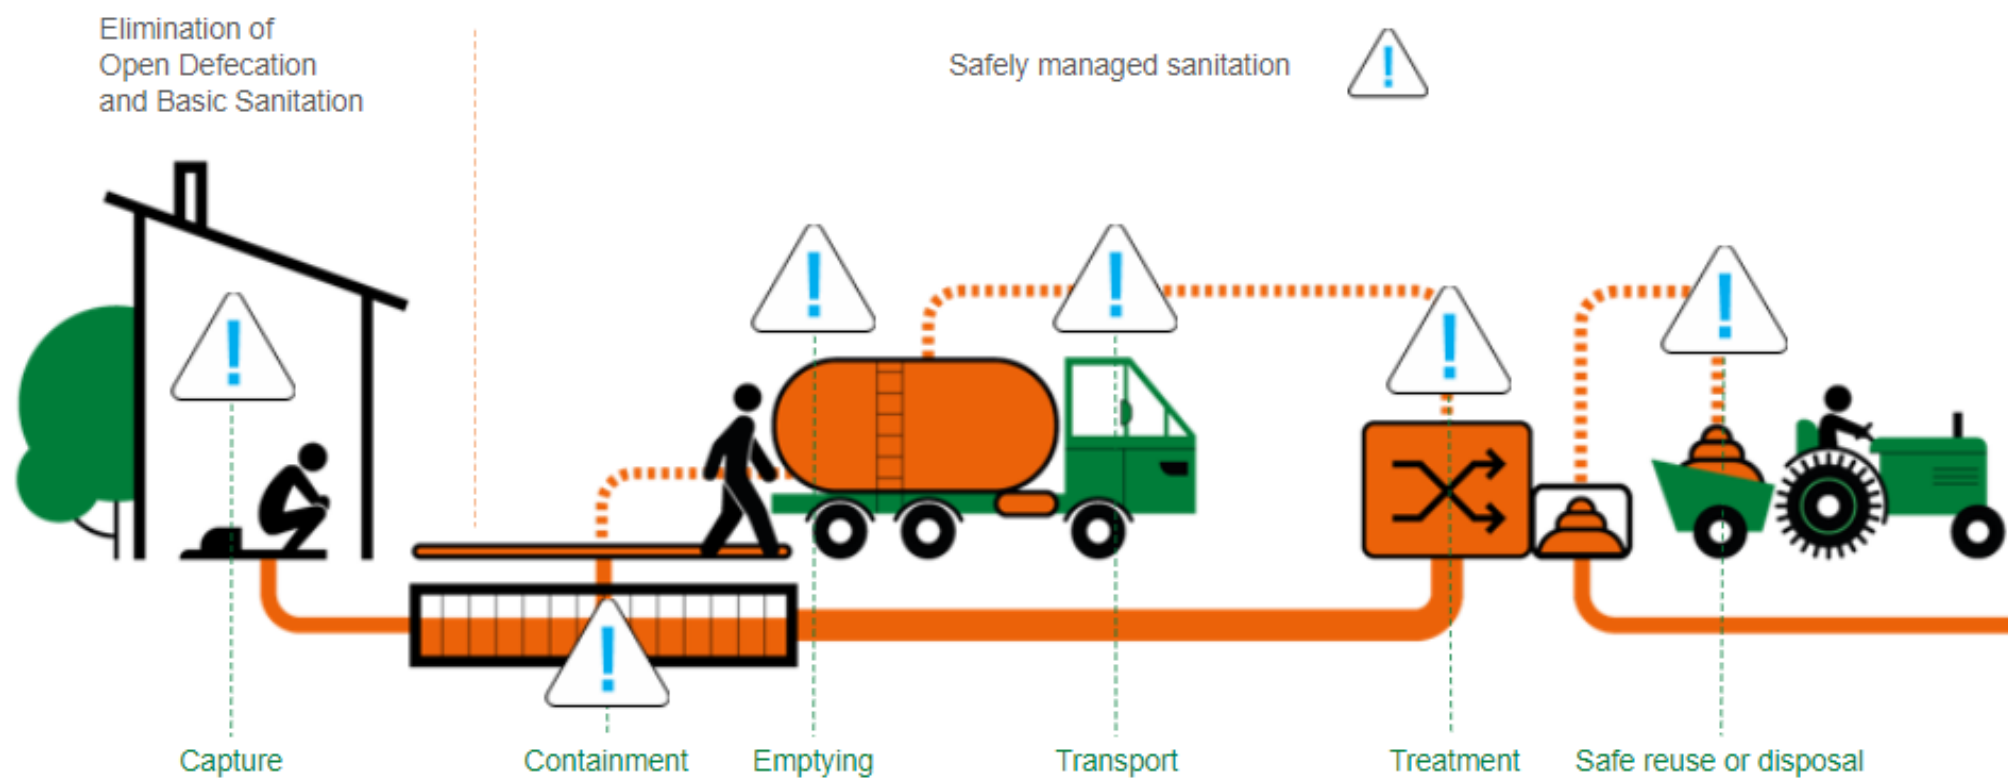 Elimination of
Open Defecation
and Basic Sanitation
Safely managed sanitation
Capture
Containment
Emptying
Transport
Treatment
Safe reuse or disposal